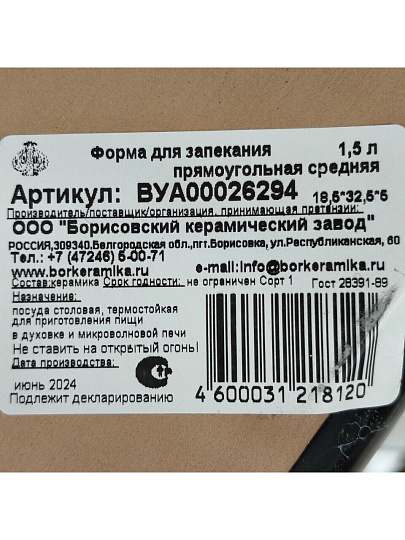 Форма для запекания 1,5 л
прямоугольная средняя
Артикул: ВУА00026294 18,5*32,5*5
Производитель/поставщик/организация, принимающая претензии:
ООО "Борисовский керамический завод"
РОССИЯ,309340,Белгородская обл.,пгт.Борисовка, ул.Республиканская, 60
Тел.: +7 (47246) 5-00-71
www.borkeramika.ru e-mail:info@borkeramika.ru
Состав:керамика Срок годности: не ограничен Сорт 1 Гост 28391-89
Назначение:
посуда столовая, термостойкая
для приготовления пищи
в духовке и микроволновой печи
Не ставить на открытый огонь!
Дата производства:
июнь 2024
Подлежит декларированию
4 600031 218120